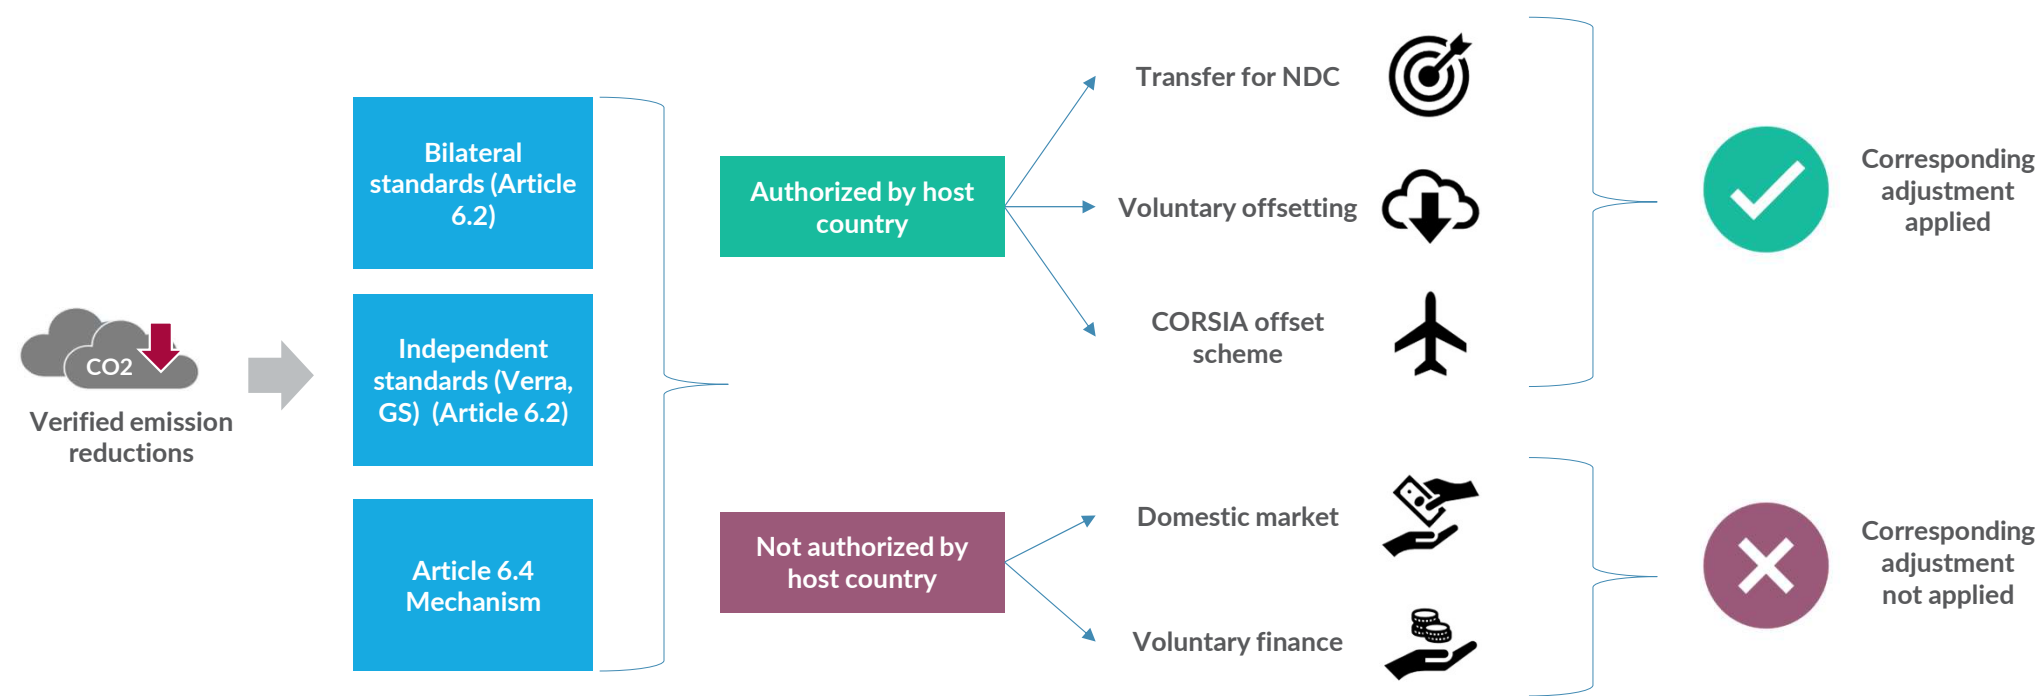 CO2
Verified emission
reductions
Bilateral
standards (Article
6.2)
Independent
standards (Verra,
GS)  (Article 6.2)
Article 6.4
Mechanism
Authorized by host
country
Not authorized by
host country
Transfer for NDC
Voluntary offsetting
CORSIA offset
scheme
Domestic market
Voluntary finance
Corresponding
adjustment
applied
Corresponding
adjustment
not applied